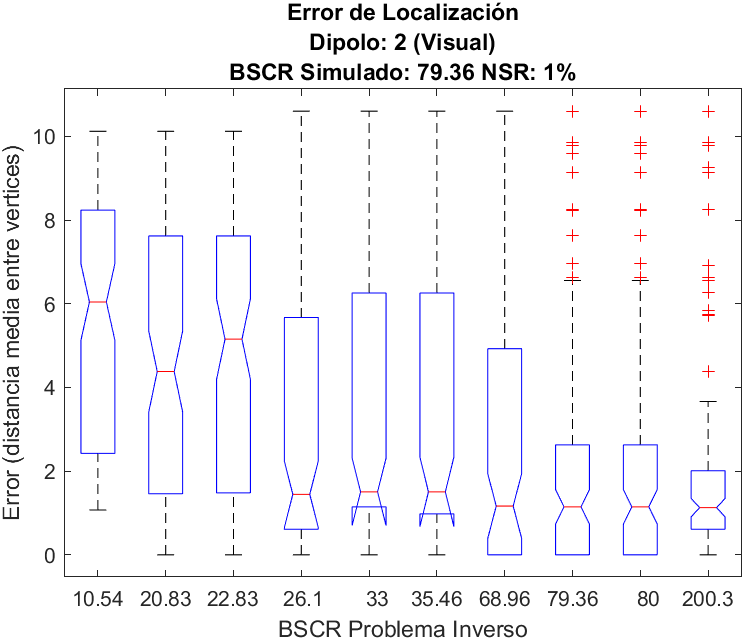 Error de Localización
Dipolo: 2 (Visual)
BSCR Simulado: 79.36 NSR: 1%
Error (distancia media entre vertices)
10
8
6
4
2
0
10.54 20.83 22.83 26.1 33 35.46 68.96 79.36 80 200.3
BSCR Problema Inverso